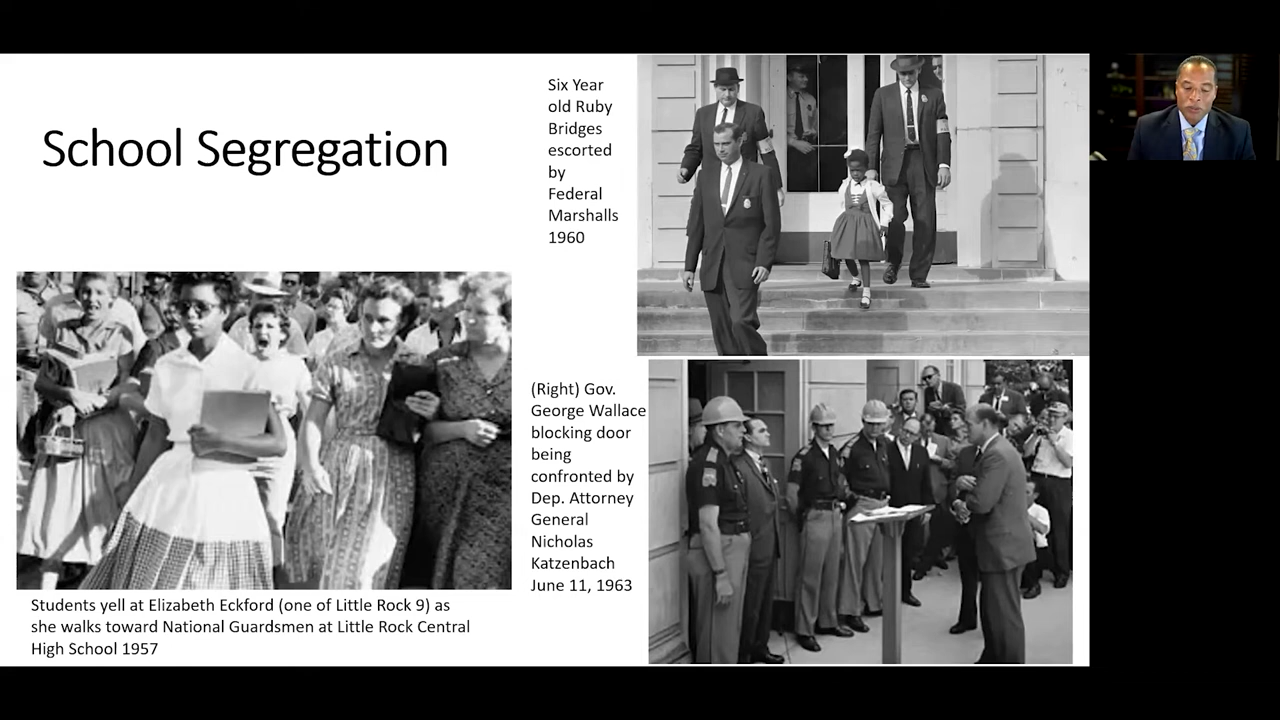 School Segregation
Six Year
old Ruby
Bridges
escorted
by
Federal
Marshalls
1960
(Right) Gov.
George Wallace
blocking door
being
confronted by
Dep. Attorney
General
Nicholas
Katzenbach
June 11, 1963
Students yell at Elizabeth Eckford (one of Little Rock 9) as
she walks toward National Guardsmen at Little Rock Central
High School 1957